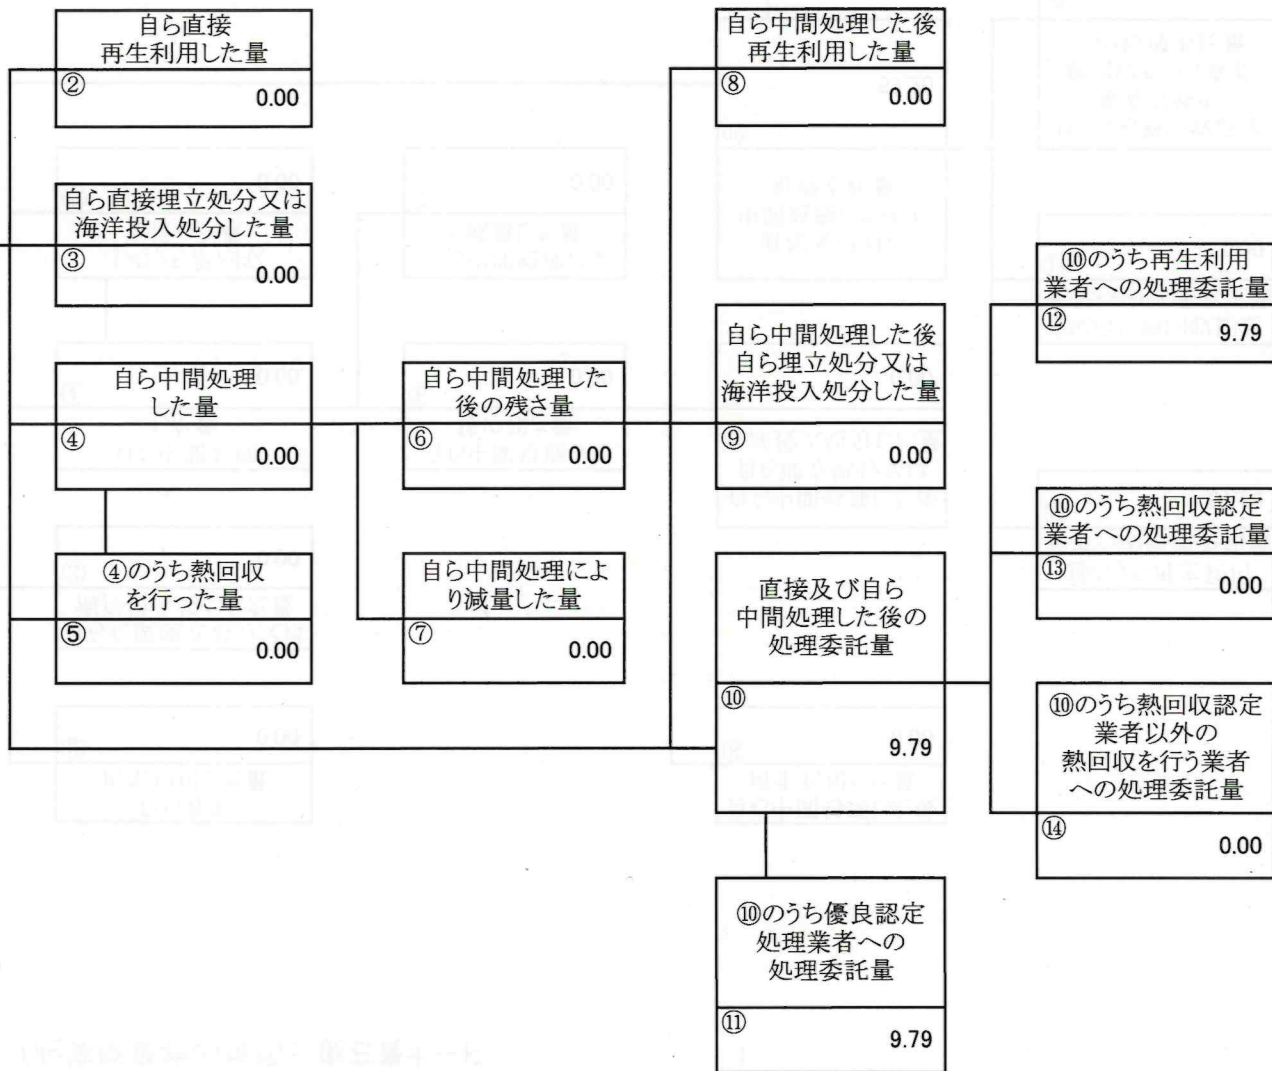 自ら直接
再生利用した量
②
0.00
自ら直接埋立処分又は
海洋投入処分した量
③
0.00
自ら中間処理
した量
④
0.00
④のうち熱回収
を行った量
⑤
0.00
自ら中間処理した
後の残さ量
⑥
0.00
自ら中間処理によ
り減量した量
⑦
0.00
自ら中間処理した後
再生利用した量
⑧
0.00
自ら中間処理した後
自ら埋立処分又は
海洋投入処分した量
⑨
0.00
直接及び自ら
中間処理した後の
処理委託量
⑩
9.79
⑩のうち優良認定
処理業者への
処理委託量
⑪
9.79
⑩のうち再生利用
業者への処理委託量
⑫
9.79
⑩のうち熱回収認定
業者への処理委託量
⑬
0.00
⑩のうち熱回収認定
業者以外の
熱回収を行う業者
への処理委託量
⑭
0.00